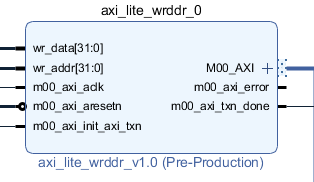 axi_lite_wrddr_0
wr_data[31:0]
wr_addr[31:0]
m00_axi_aclk
m00_axi_aresetn
m00_axi_init_axi_txn
M00_AXI
m00_axi_error
m00_axi_txn_done
axi_lite_wrddr_v1.0 (Pre-Production)